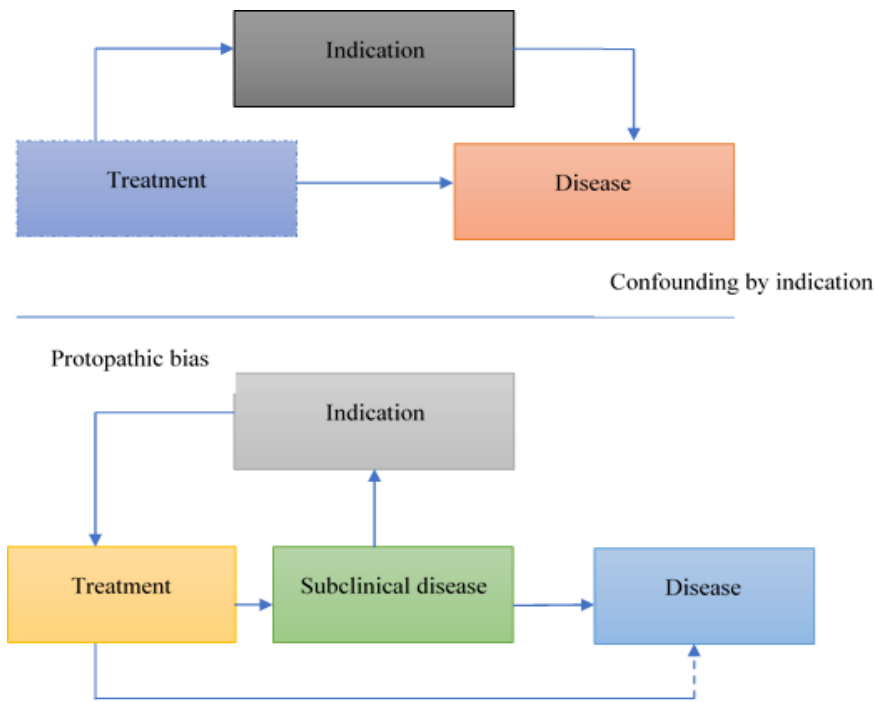 Indication
Treatment
Disease
Confounding by indication
Protopathic bias
Indication
Treatment
Subclinical disease
Disease